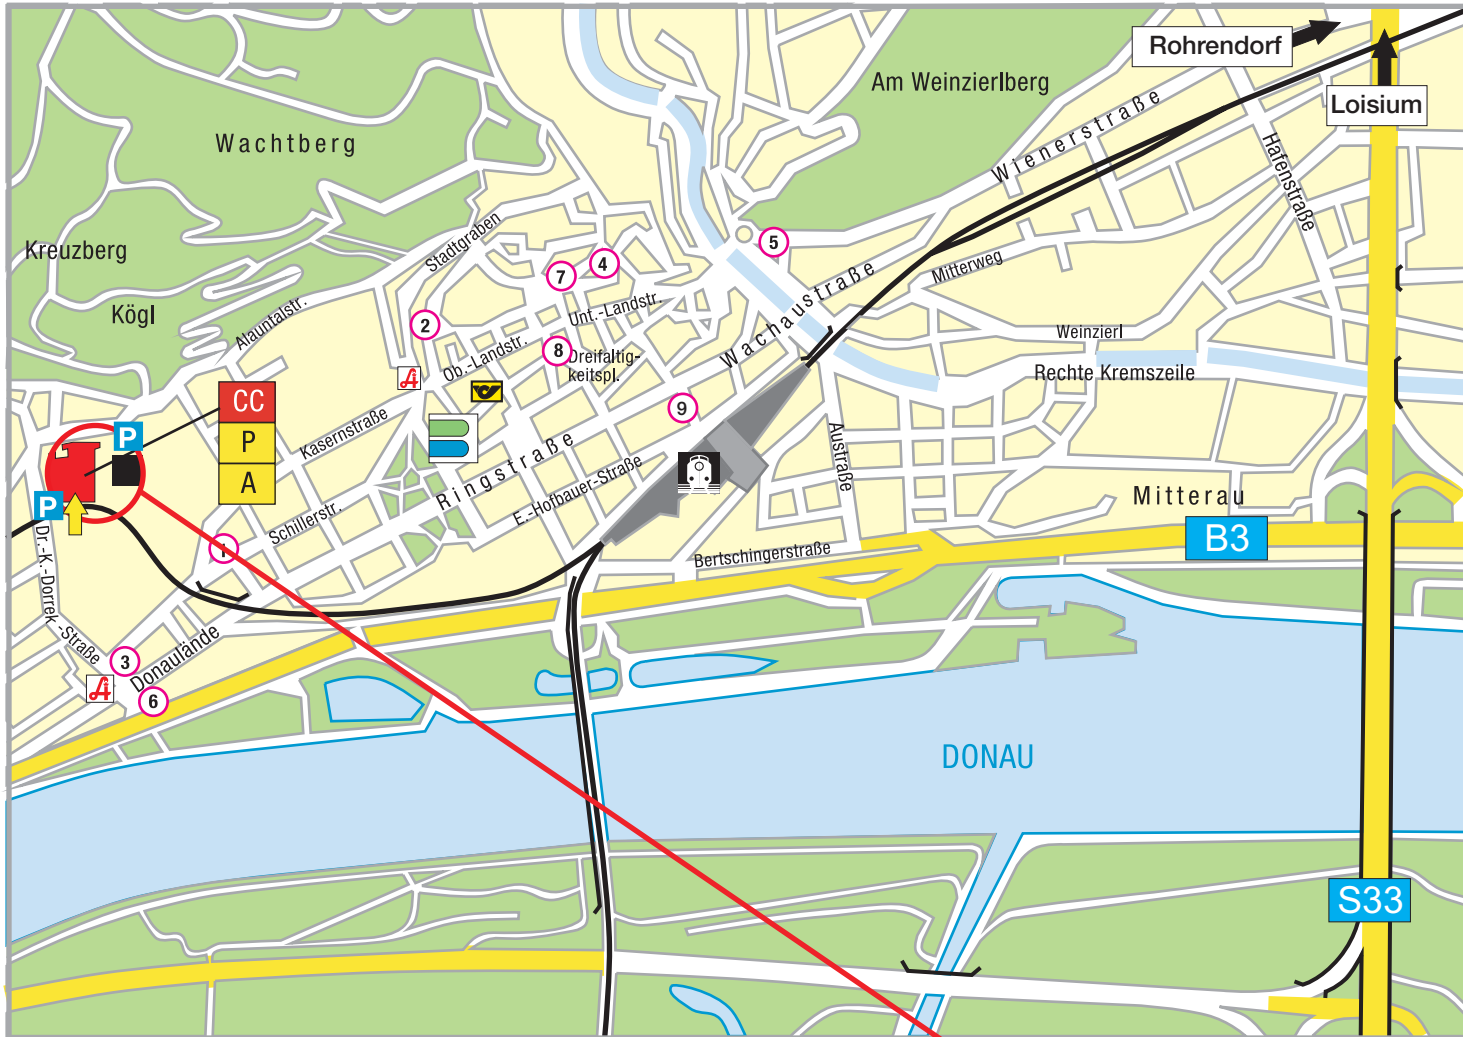 Rohrendorf
Am Weinzierlberg
Loisium
Wienerstraße
Wachtberg
Hafenstraße
Stadtgraben
Kreuzberg
5
4
7
Mitterweg
Kögl
Alauntalstr.
2
Unt.-Landstr.
Wachaustraße
Weinzierl
Ob.-Landstr.
8
Dreifaltig-
keitspl.
Rechte Kremszeile
CC
P
A
Kasernstraße
9
P
P
Ringstraße
E.-Hofbauer-Straße
Austraße
Mitterau
Schillerstr.
B3
1
Bertschingerstraße
Dr.-K.-Dorrek-Straße
3
Donaulände
6
DONAU
S33